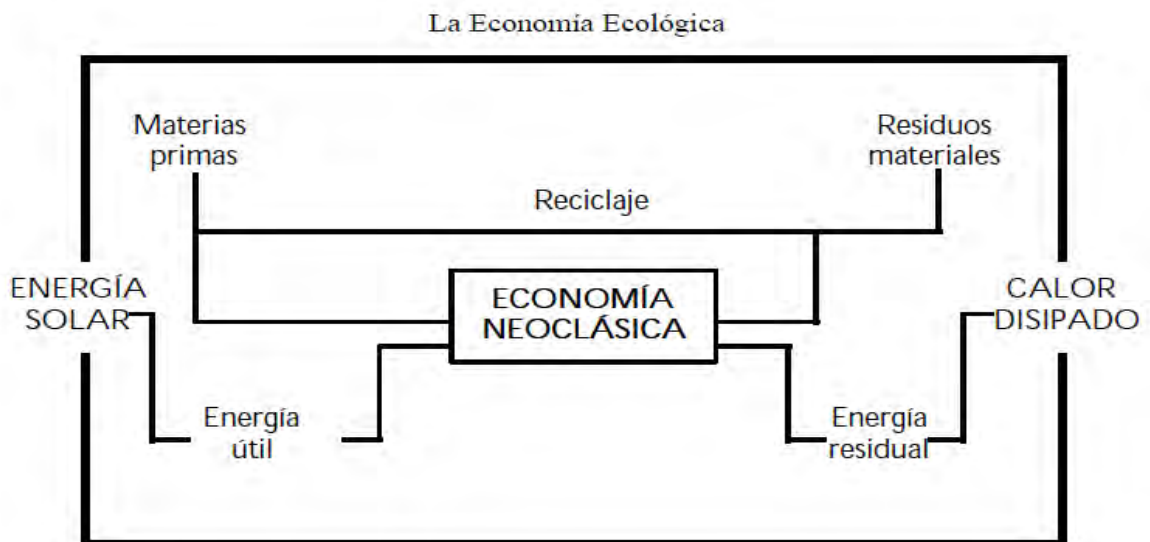 La Economía Ecológica
Materias
primas
Residuos
materiales
Reciclaje
ENERGÍA
SOLAR
ECONOMÍA
NEOCLÁSICA
CALOR
DISIPADO
Energía
útil
Energía
residual